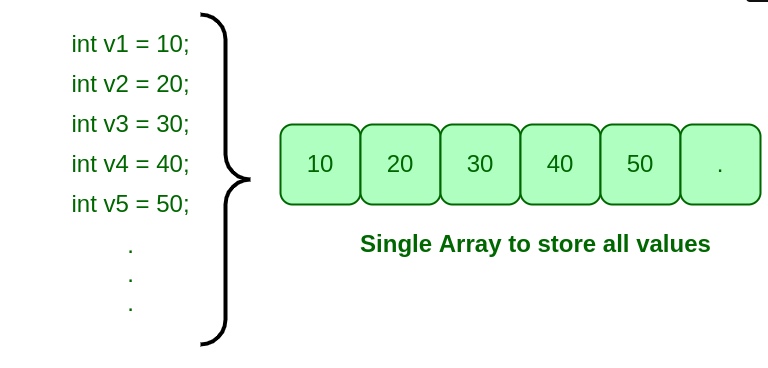 int v1 = 10;
int v2 = 20;
int v3 = 30;
int v4 = 40;
int v5 = 50;
.
.
.
10 20 30 40 50 .
Single Array to store all values